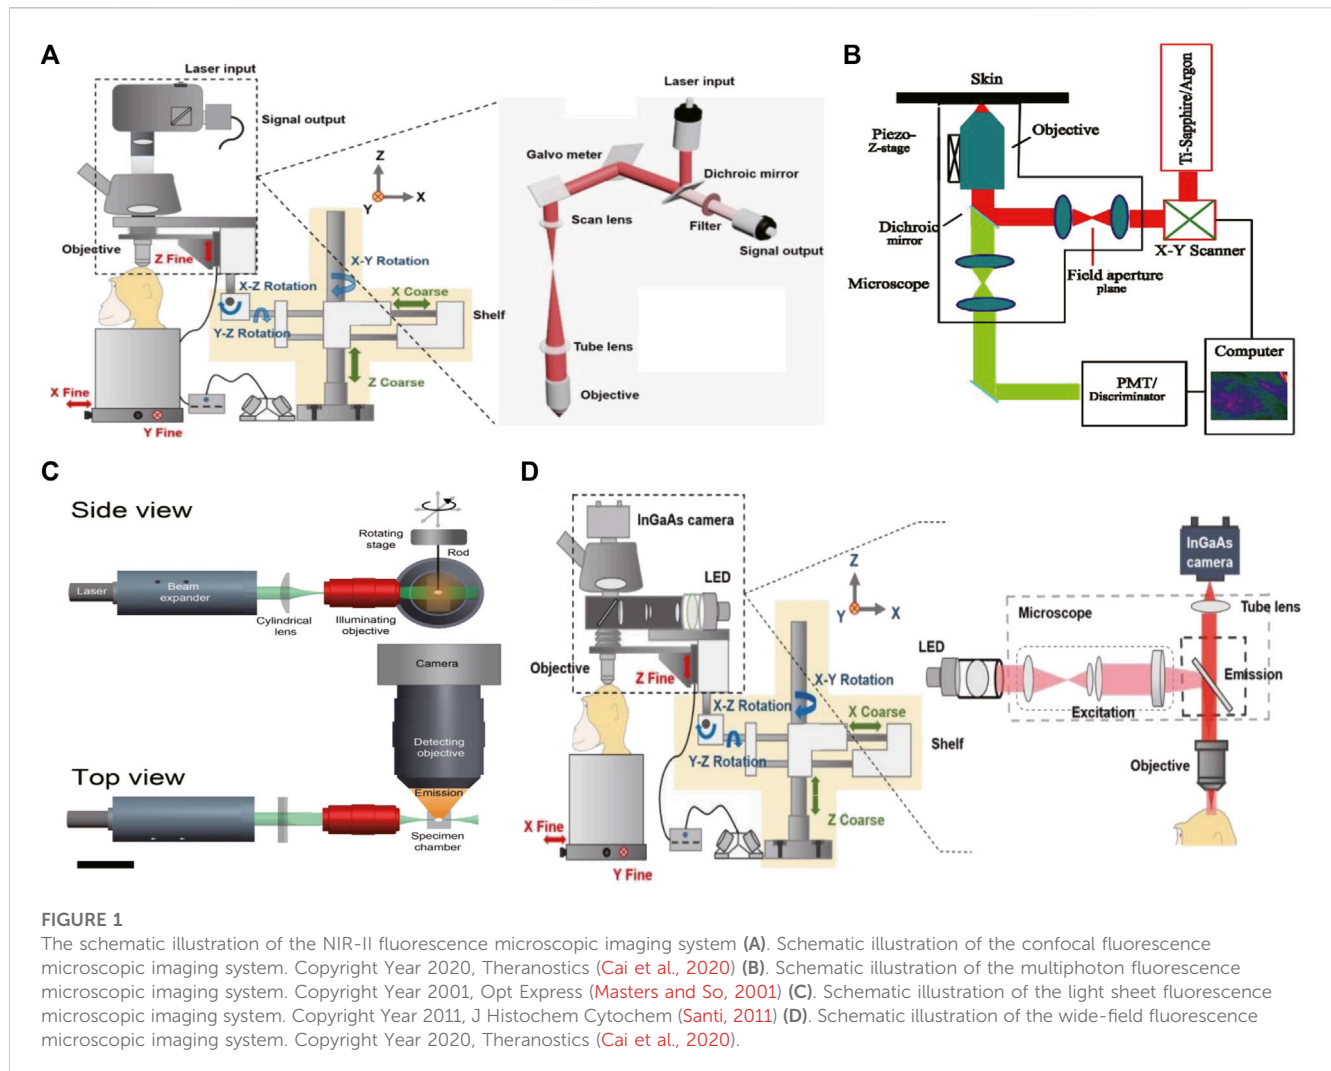 A
Laser input
Signal output
Objective
Z Fine
X Fine
Y Fine
Z
X
Y
X-Y Rotation
X-Z Rotation
Y-Z Rotation
X Coarse
Z Coarse
Shelf
Laser input
Galvo meter
Dichroic mirror
Scan lens
Filter
Signal output
Tube lens
Objective
B
Skin
Piezo-
Z-stage
Objective
Ti-Sapphire/Argon
Dichroic
mirror
X-Y Scanner
Field aperture
plane
Microscope
Computer
PMT/
Discriminator
C
Side view
Rotating
stage
Rod
Laser
Beam
expander
Cylindrical
lens
Illuminating
objective
Camera
Detecting
objective
Top view
Emission
Specimen
chamber
D
InGaAs camera
LED
Objective
Z Fine
X Fine
Y Fine
Z
X
Y
X-Y Rotation
X-Z Rotation
Y-Z Rotation
X Coarse
Z Coarse
Shelf
InGaAs
camera
Tube lens
Microscope
LED
Emission
Excitation
Objective
FIGURE 1
The schematic illustration of the NIR-II fluorescence microscopic imaging system (A). Schematic illustration of the confocal fluorescence
microscopic imaging system. Copyright Year 2020, Theranostics (Cai et al., 2020) (B). Schematic illustration of the multiphoton fluorescence
microscopic imaging system. Copyright Year 2001, Opt Express (Masters and So, 2001) (C). Schematic illustration of the light sheet fluorescence
microscopic imaging system. Copyright Year 2011, J Histochem Cytochem (Santi, 2011) (D). Schematic illustration of the wide-field fluorescence
microscopic imaging system. Copyright Year 2020, Theranostics (Cai et al., 2020).